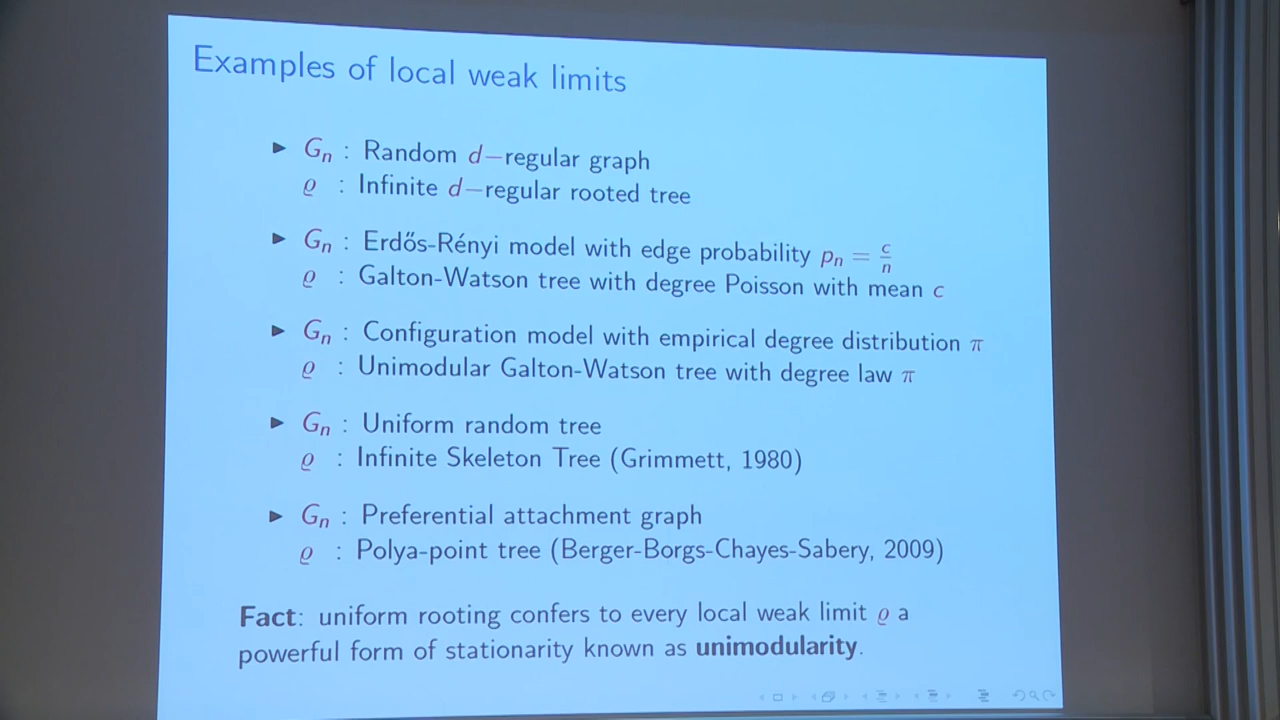 Examples of local weak limits
► Gn : Random d−regular graph
ϱ : Infinite d−regular rooted tree
► Gn : Erdős-Rényi model with edge probability pn = c/n
ϱ : Galton-Watson tree with degree Poisson with mean c
► Gn : Configuration model with empirical degree distribution π
ϱ : Unimodular Galton-Watson tree with degree law π
► Gn : Uniform random tree
ϱ : Infinite Skeleton Tree (Grimmett, 1980)
► Gn : Preferential attachment graph
ϱ : Polya-point tree (Berger-Borgs-Chayes-Sabery, 2009)
Fact: uniform rooting confers to every local weak limit ϱ a
powerful form of stationarity known as unimodularity.